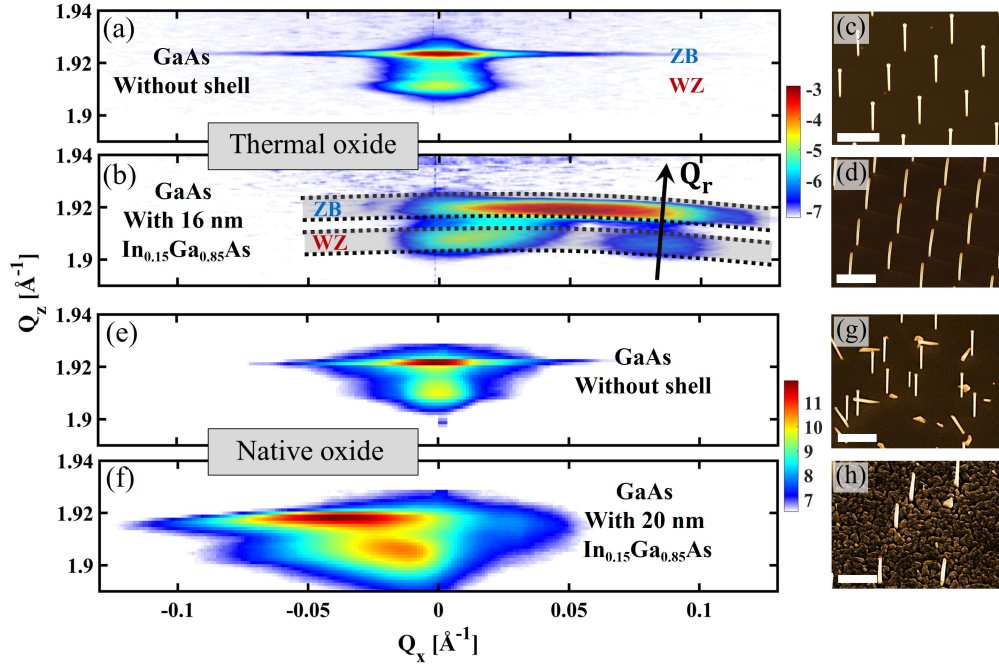 (a)
1.94
1.92
1.9
GaAs
Without shell
ZB
WZ
Thermal oxide
(b)
1.94
1.92
1.9
GaAs
With 16 nm
In0.15Ga0.85As
ZB
WZ
Qr
-3
-4
-5
-6
-7
(c)
(d)
Qz [Å-1]
(e)
1.94
1.92
1.9
GaAs
Without shell
Native oxide
(f)
1.94
1.92
1.9
GaAs
With 20 nm
In0.15Ga0.85As
11
10
9
8
7
(g)
(h)
-0.1
-0.05
0
0.05
0.1
Qx [Å-1]